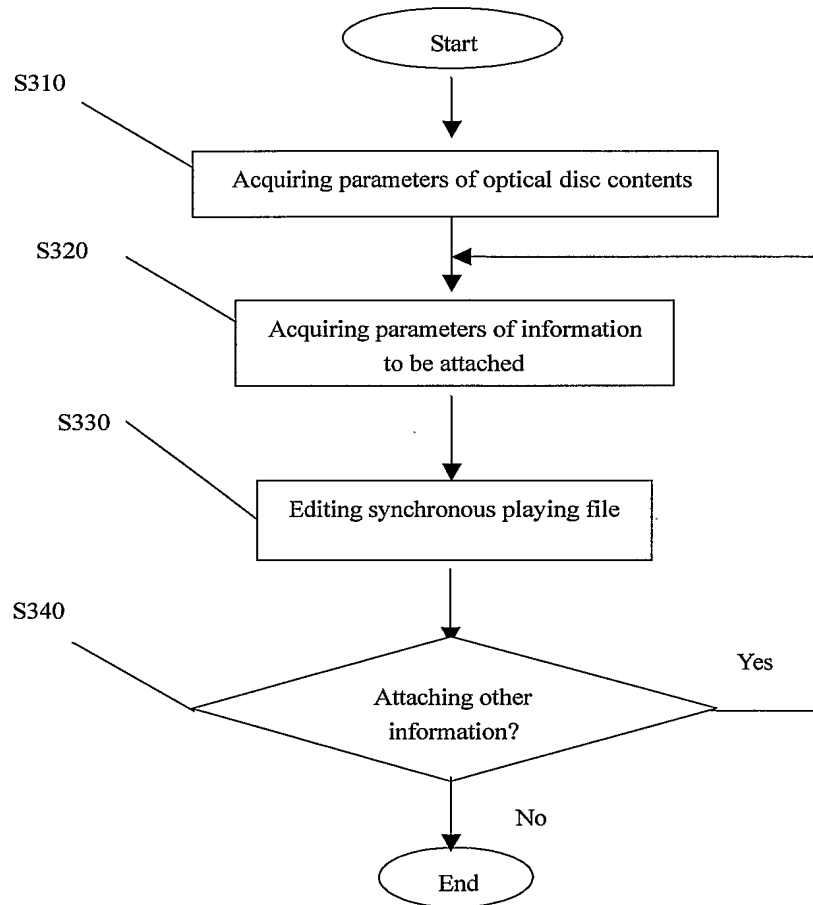 Start
S310
Acquiring parameters of optical disc contents
S320
Acquiring parameters of information
to be attached
S330
Editing synchronous playing file
S340
Attaching other
information?
Yes
No
End